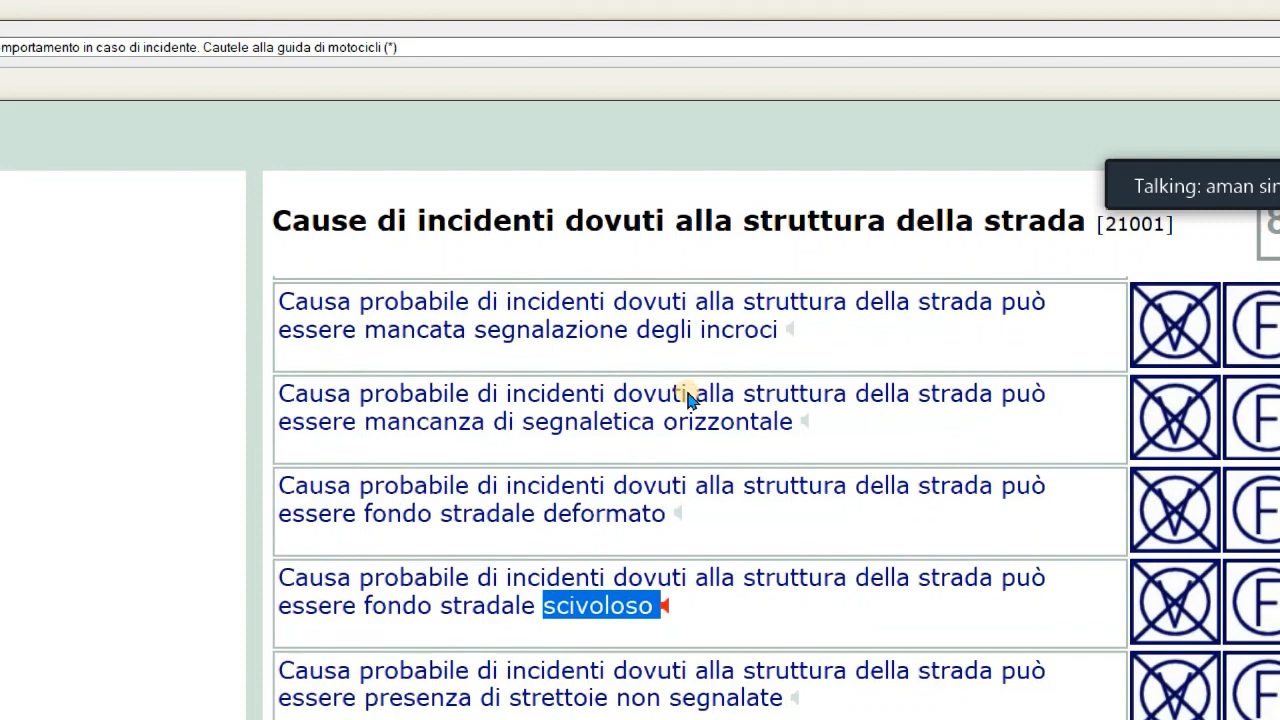 mportamento in caso di incidente. Cautele alla guida di motocicli (*)
Talking: aman sin
Cause di incidenti dovuti alla struttura della strada [21001]
Causa probabile di incidenti dovuti alla struttura della strada può
essere mancata segnalazione degli incroci
V F
Causa probabile di incidenti dovuti alla struttura della strada può
essere mancanza di segnaletica orizzontale
V F
Causa probabile di incidenti dovuti alla struttura della strada può
essere fondo stradale deformato
V F
Causa probabile di incidenti dovuti alla struttura della strada può
essere fondo stradale scivoloso
V F
Causa probabile di incidenti dovuti alla struttura della strada può
essere presenza di strettoie non segnalate
V F